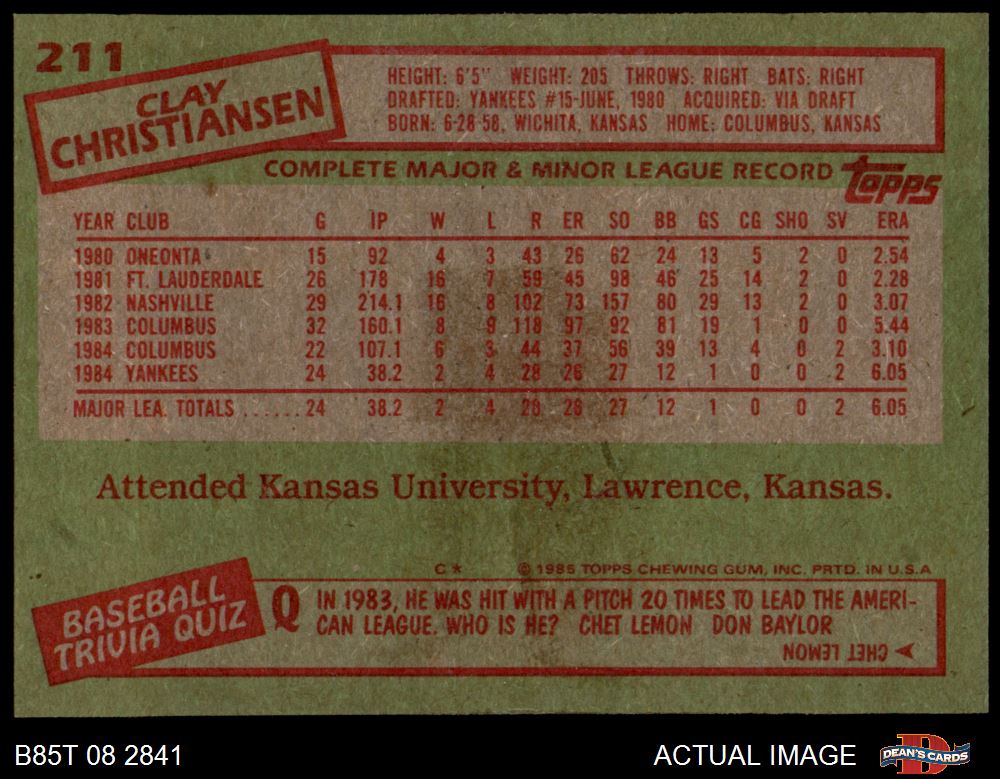 211
CLAY
CHRISTIANSEN
HEIGHT: 6'5" WEIGHT: 205 THROWS: RIGHT BATS: RIGHT
DRAFTED: YANKEES #15-JUNE, 1980 ACQUIRED: VIA DRAFT
BORN: 6-28-58, WICHITA, KANSAS HOME: COLUMBUS, KANSAS
COMPLETE MAJOR & MINOR LEAGUE RECORD topps
YEAR CLUB G IP W L R ER SO BB GS CG SHO SV ERA
1980 ONEONTA 15 92 4 3 43 26 62 24 13 5 2 0 2.54
1981 FT. LAUDERDALE 26 178 16 7 59 45 98 46 25 14 2 0 2.28
1982 NASHVILLE 29 214.1 16 8 102 73 157 80 29 13 2 0 3.07
1983 COLUMBUS 32 160.1 8 9 118 97 92 81 19 1 0 0 5.44
1984 COLUMBUS 22 107.1 6 3 44 37 56 39 13 4 0 2 3.10
1984 YANKEES 24 38.2 2 4 28 26 27 12 1 0 0 2 6.05
MAJOR LEA. TOTALS ......24 38.2 2 4 28 26 27 12 1 0 0 2 6.05
Attended Kansas University, Lawrence, Kansas.
C* © 1985 TOPPS CHEWING GUM, INC. PRTD. IN U.S.A
BASEBALL
TRIVIA QUIZ
Q IN 1983, HE WAS HIT WITH A PITCH 20 TIMES TO LEAD THE AMERI-
CAN LEAGUE. WHO IS HE? CHET LEMON DON BAYLOR
CHET LEMON
B85T 08 2841 ACTUAL IMAGE DEAN'S CARDS